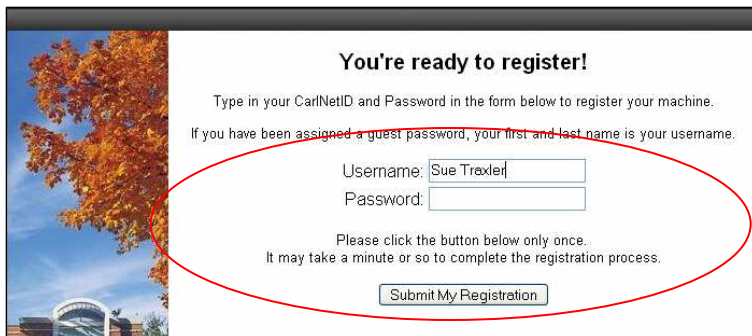 You're ready to register!
Type in your CarlNetID and Password in the form below to register your machine.
If you have been assigned a guest password, your first and last name is your username.
Username: Sue Traxler
Password:
Please click the button below only once.
It may take a minute or so to complete the registration process.
Submit My Registration